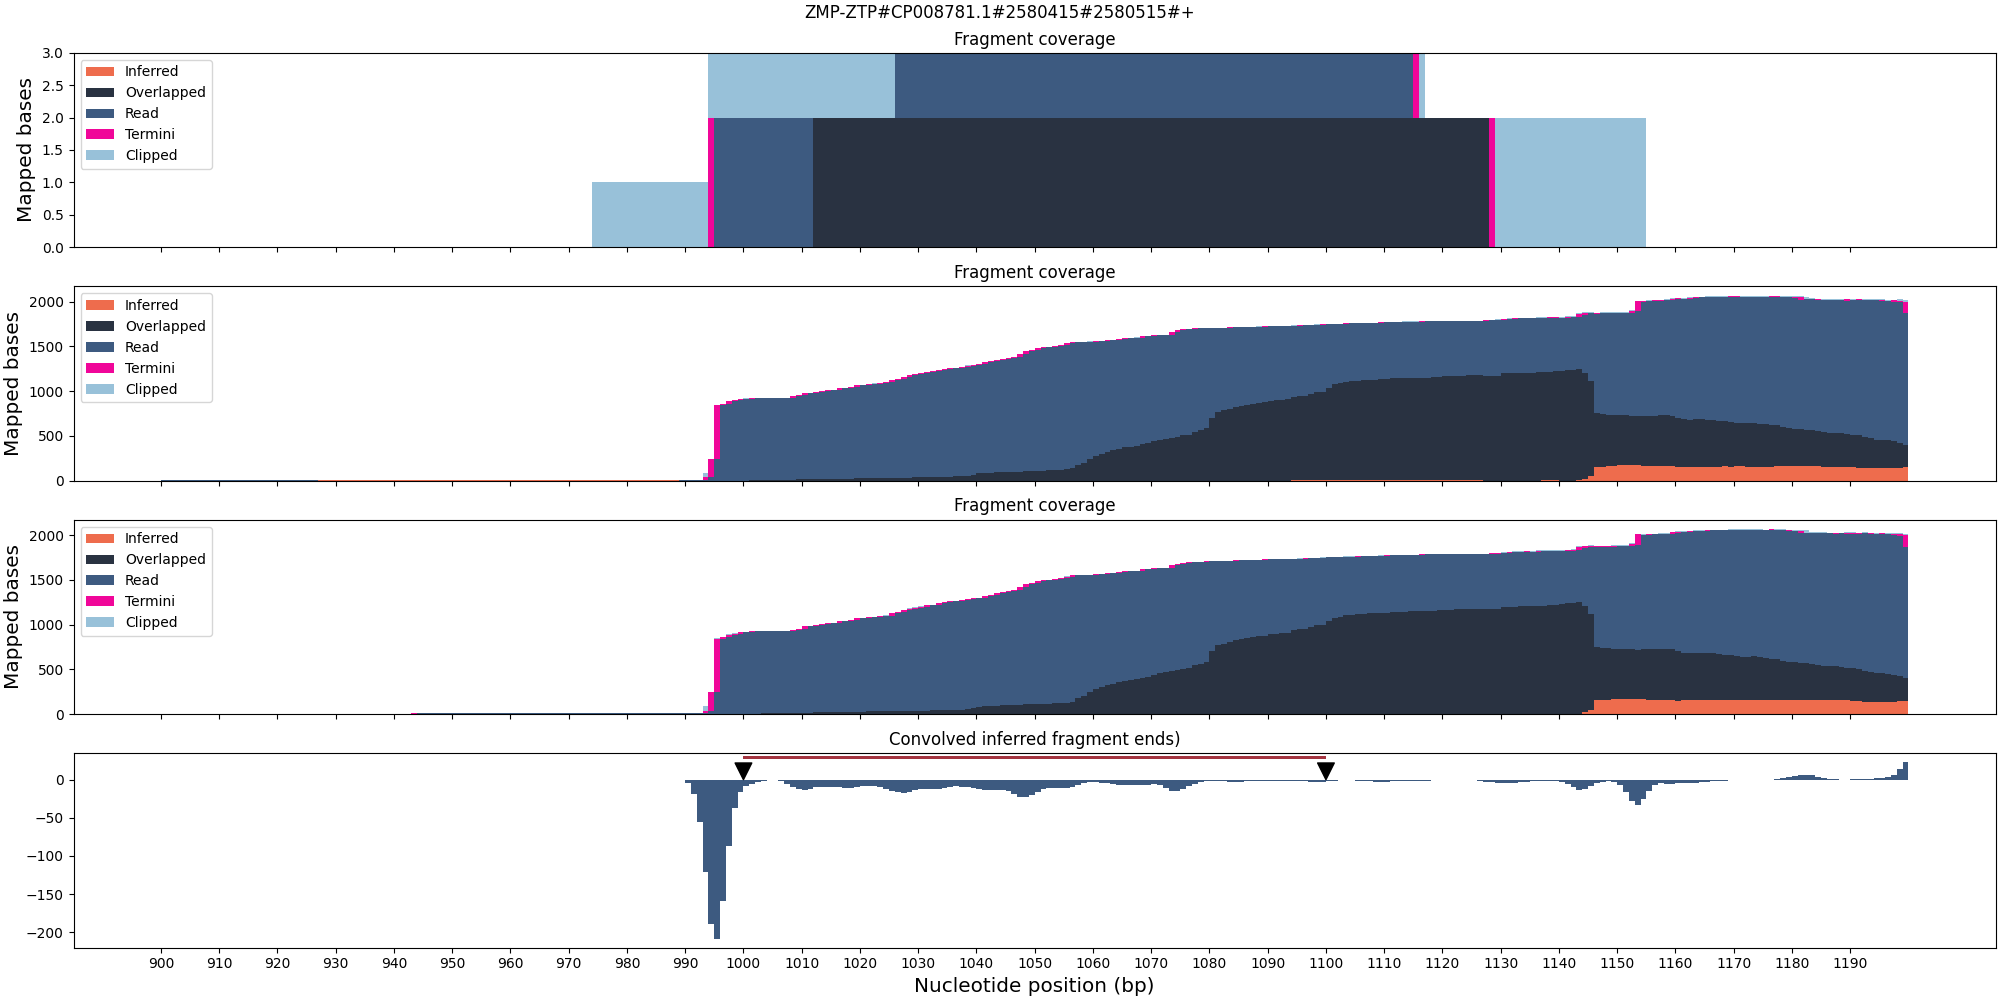 ZMP-ZTP#CP008781.1#2580415#2580515#+
Fragment coverage
Mapped bases
3.0
2.5
2.0
1.5
1.0
0.5
0.0
Inferred
Overlapped
Read
Termini
Clipped
Fragment coverage
Mapped bases
2000
1500
1000
500
0
Inferred
Overlapped
Read
Termini
Clipped
Fragment coverage
Mapped bases
2000
1500
1000
500
0
Inferred
Overlapped
Read
Termini
Clipped
Convolved inferred fragment ends)
0
−50
−100
−150
−200
900 910 920 930 940 950 960 970 980 990 1000 1010 1020 1030 1040 1050 1060 1070 1080 1090 1100 1110 1120 1130 1140 1150 1160 1170 1180 1190
Nucleotide position (bp)